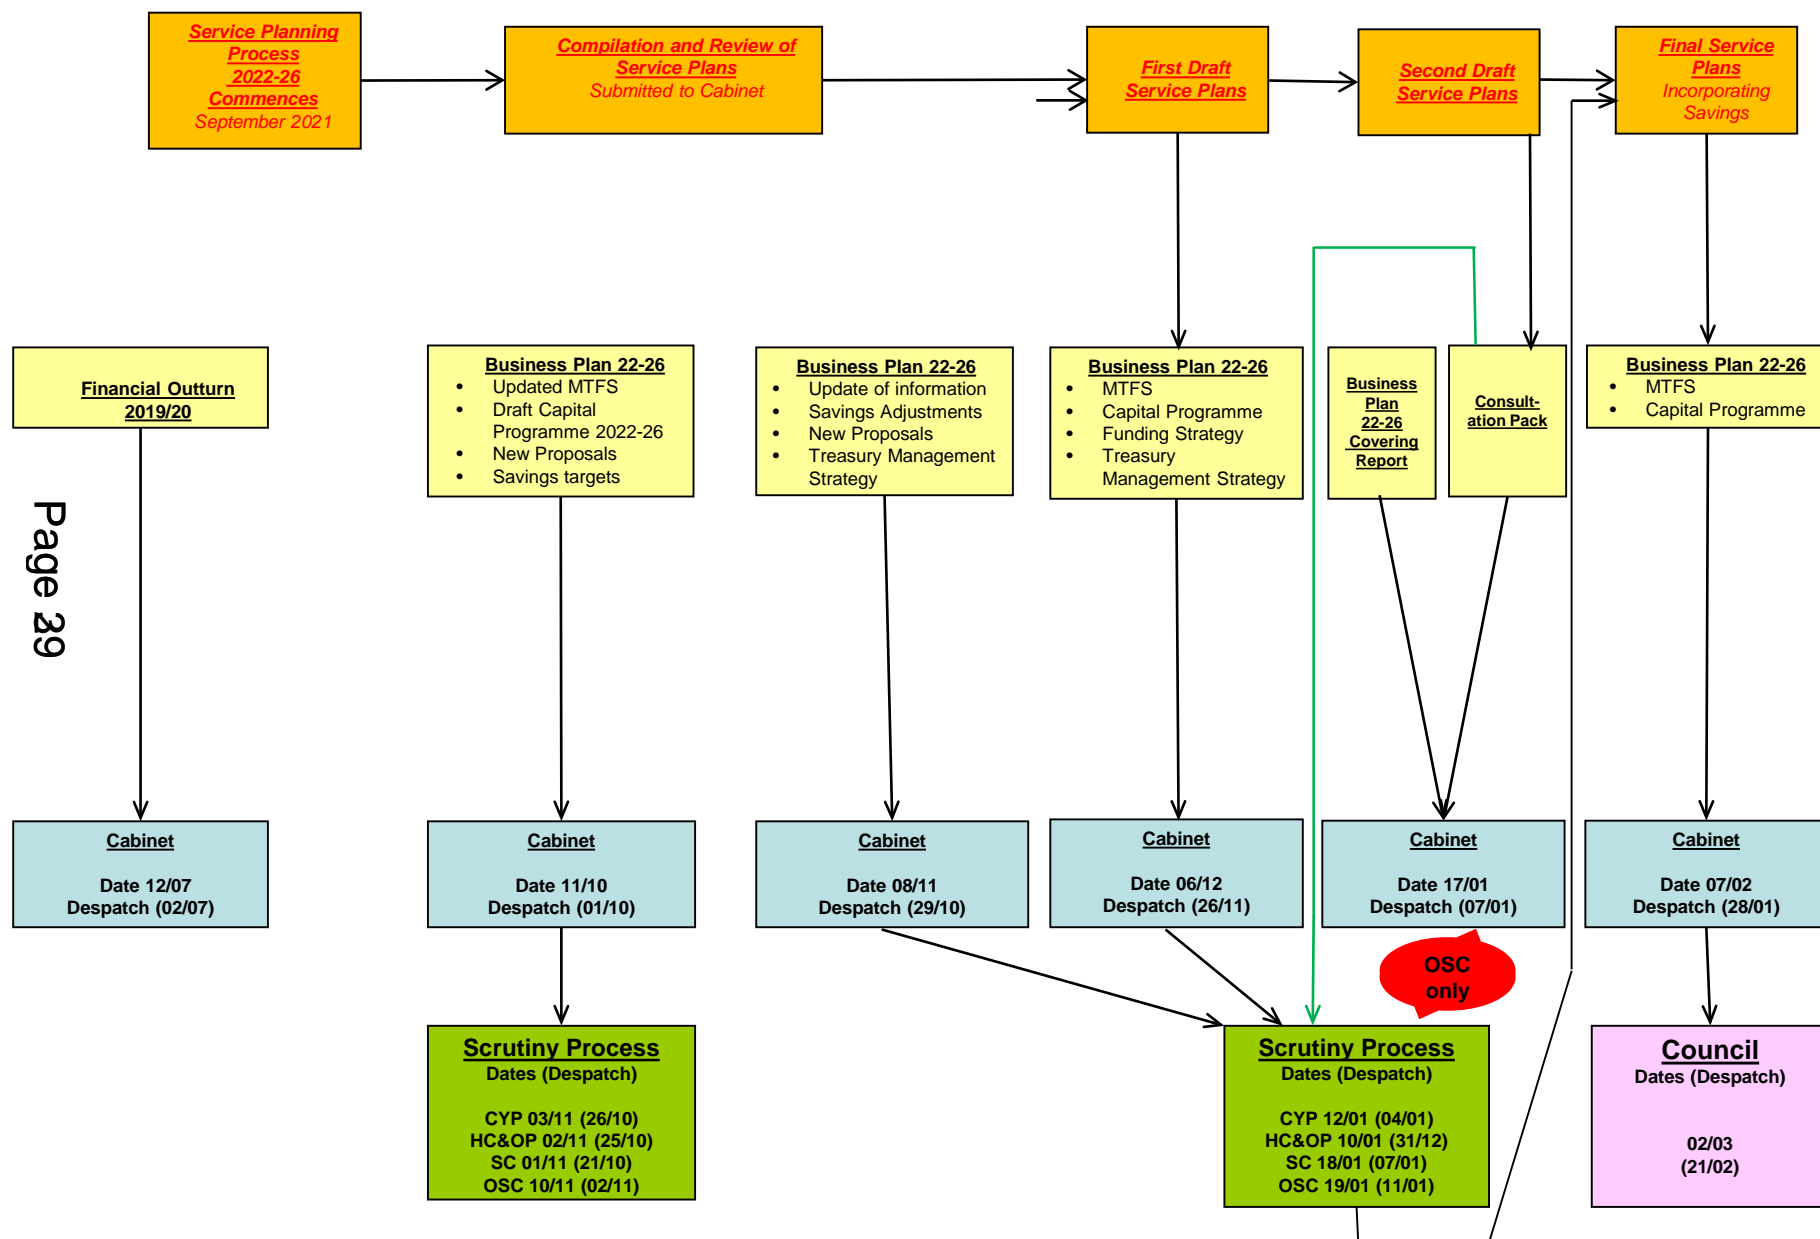 Service Planning
Process
2022-26
Commences
September 2021
Compilation and Review of
Service Plans
Submitted to Cabinet
First Draft
Service Plans
Second Draft
Service Plans
Final Service
Plans
Incorporating
Savings
Financial Outturn
2019/20
Business Plan 22-26
• Updated MTFS
• Draft Capital
Programme 2022-26
• New Proposals
• Savings targets
Business Plan 22-26
• Update of information
• Savings Adjustments
• New Proposals
• Treasury Management
Strategy
Business Plan 22-26
• MTFS
• Capital Programme
• Funding Strategy
• Treasury
Management Strategy
Business
Plan
22-26
Covering
Report
Consult-
ation Pack
Business Plan 22-26
• MTFS
• Capital Programme
Page
Cabinet
Date 12/07
Despatch (02/07)
Cabinet
Date 11/10
Despatch (01/10)
Cabinet
Date 08/11
Despatch (29/10)
Cabinet
Date 06/12
Despatch (26/11)
Cabinet
Date 17/01
Despatch (07/01)
Cabinet
Date 07/02
Despatch (28/01)
OSC
only
Scrutiny Process
Dates (Despatch)
CYP 03/11 (26/10)
HC&OP 02/11 (25/10)
SC 01/11 (21/10)
OSC 10/11 (02/11)
Scrutiny Process
Dates (Despatch)
CYP 12/01 (04/01)
HC&OP 10/01 (31/12)
SC 18/01 (07/01)
OSC 19/01 (11/01)
Council
Dates (Despatch)
02/03
(21/02)